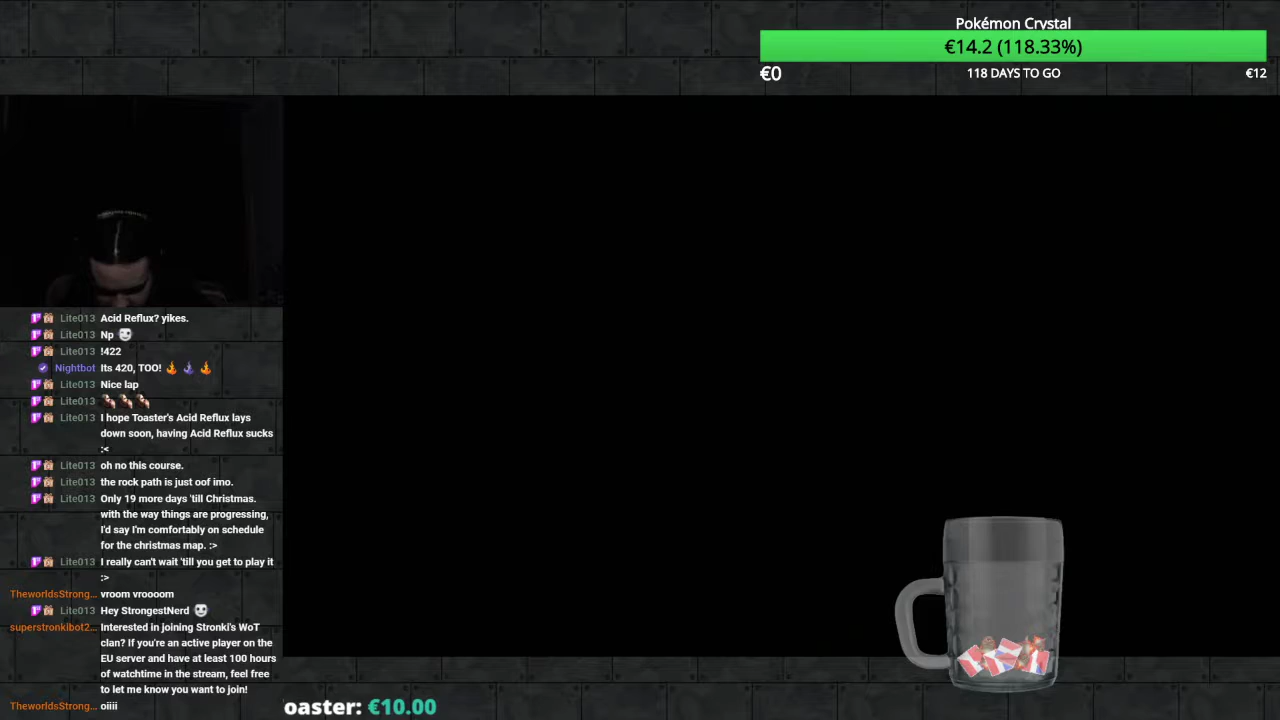 Pokémon Crystal
€14.2 (118.33%)
€0 118 DAYS TO GO €12
Lite013 Acid Reflux? yikes.
Lite013 Np
Lite013 !422
Nightbot Its 420, TOO!
Lite013 Nice lap
Lite013
Lite013 I hope Toaster's Acid Reflux lays
down soon, having Acid Reflux sucks
:<
Lite013 oh no this course.
Lite013 the rock path is just oof imo.
Lite013 Only 19 more days 'till Christmas.
with the way things are progressing,
I'd say I'm comfortably on schedule
for the christmas map. :>
Lite013 I really can't wait 'till you get to play it
:>
TheworldsStrong... vroom vroooom
Lite013 Hey StrongestNerd
superstronkibot2... Interested in joining Stronki's WoT
clan? If you're an active player on the
EU server and have at least 100 hours
of watchtime in the stream, feel free
to let me know you want to join!
TheworldsStrong... oiiii
oaster: €10.00